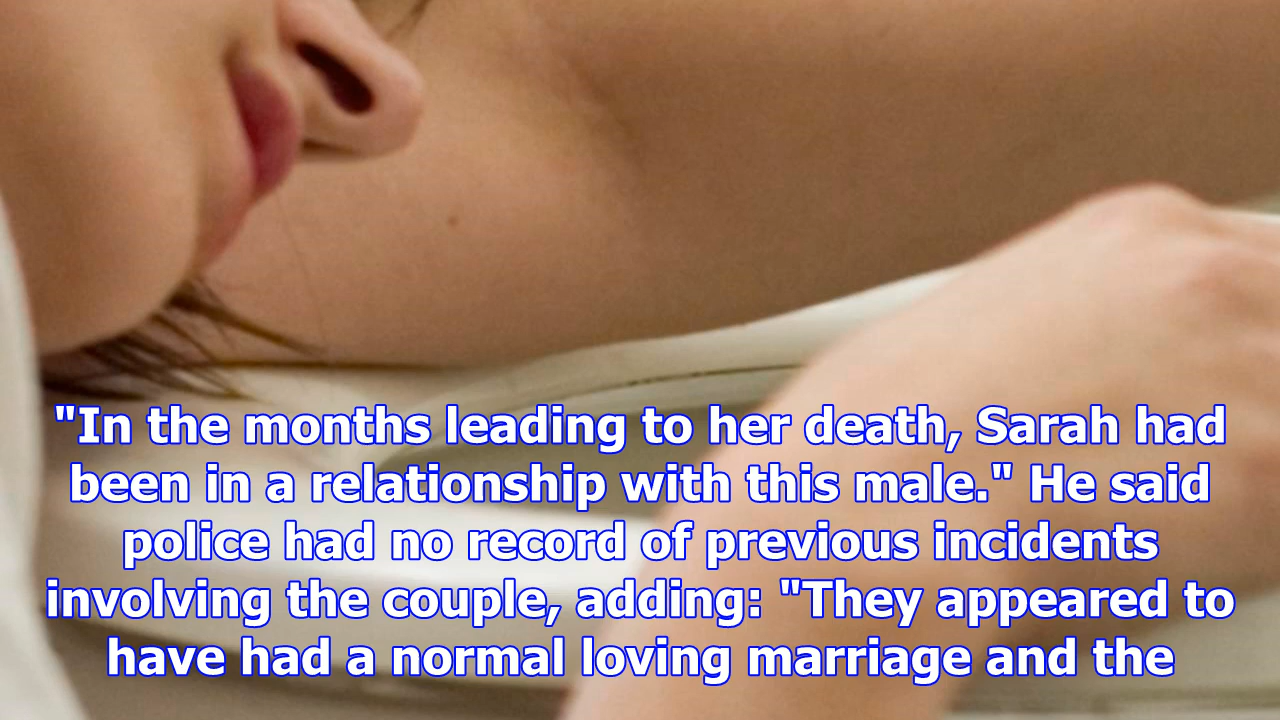 "In the months leading to her death, Sarah had
been in a relationship with this male." He said
police had no record of previous incidents
involving the couple, adding: "They appeared to
have had a normal loving marriage and the